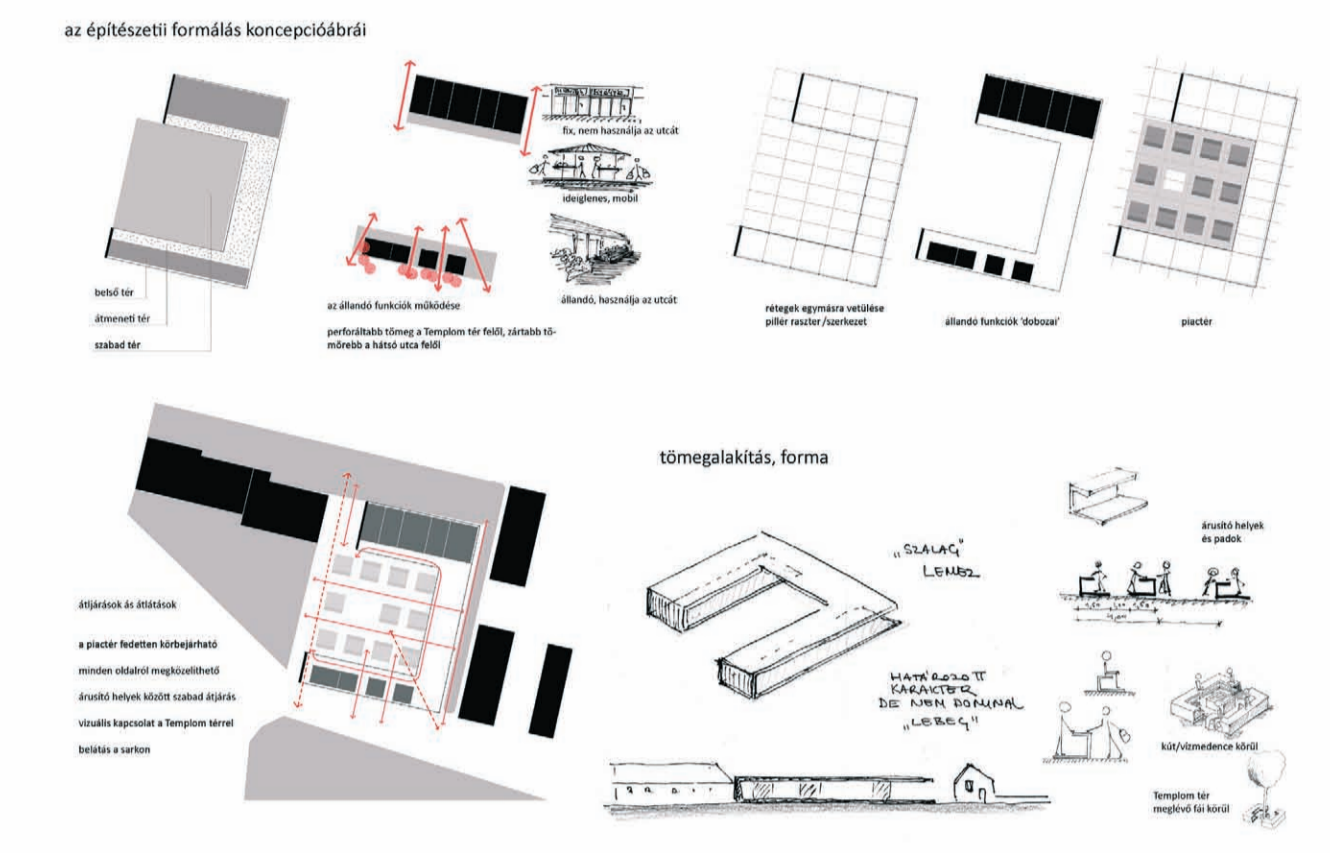 az építészetii formálás koncepcióábrái
belső tér
átmeneti tér
szabad tér
fix, nem használja az utcát
ideiglenes, mobil
állandó, használja az utcát
az állandó funkciók működése
perforáltabb tömeg a Templom tér felől, zártabb tö-
mörebb a hátsó utca felől
rétegek egymásra vetülése
pillér raszter/szerkezet
állandó funkciók 'dobozai'
piactér
átljárások ás átlátások
a piactér fedetten körbejárható
minden oldalról megközelíthető
árusító helyek között szabad átjárás
vizuális kapcsolat a Templom térrel
belátás a sarkon
tömegalakítás, forma
„SZALAG"
LEMEZ
HATÁROZOTT
KARAKTER
DE NEM DOMINÁL
„LEBEG"
árusító helyek
és padok
kút/vízmedence körül
Templom tér
meglévő fái körül